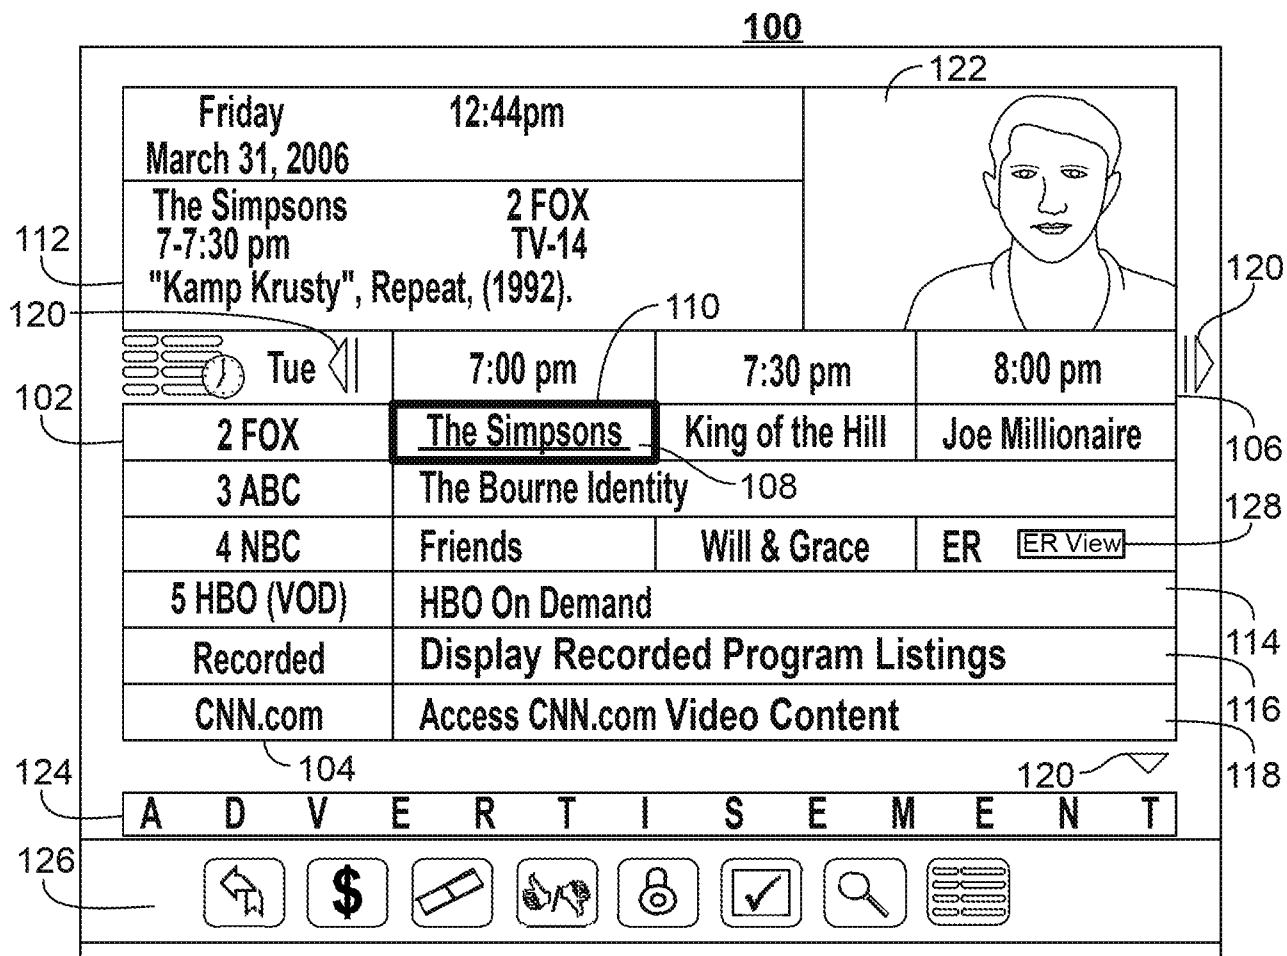 100
122
Friday 12:44pm
March 31, 2006
The Simpsons 2 FOX
112
7-7:30 pm TV-14
"Kamp Krusty", Repeat, (1992).
120
110
120
Tue 7:00 pm 7:30 pm 8:00 pm
102
2 FOX The Simpsons King of the Hill Joe Millionaire
106
3 ABC The Bourne Identity
108
128
4 NBC Friends Will & Grace ER ER View
5 HBO (VOD) HBO On Demand
114
Recorded Display Recorded Program Listings
116
CNN.com Access CNN.com Video Content
104
120
118
124
A D V E R T I S E M E N T
126
$